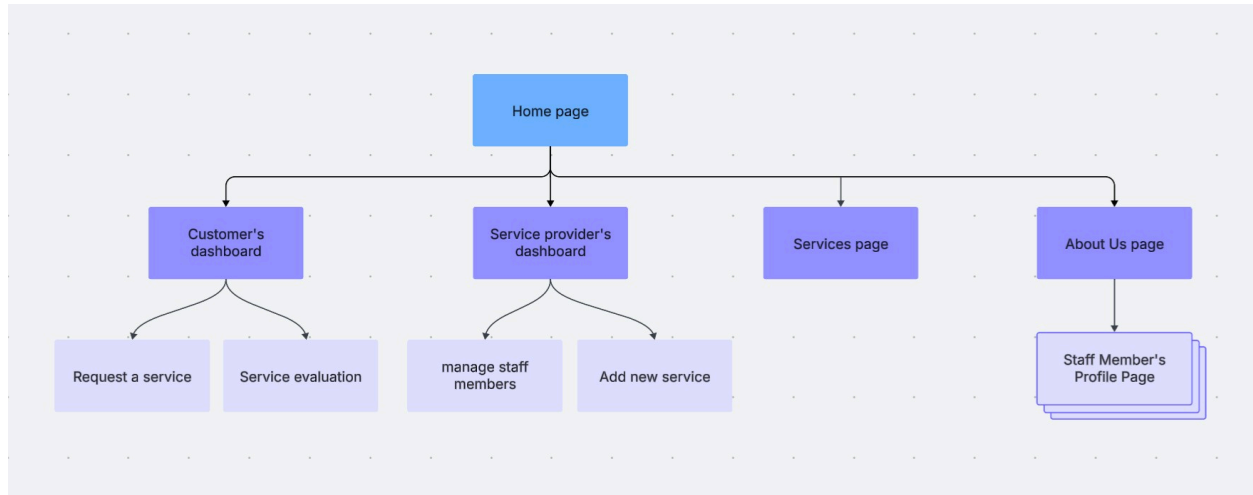 Home page
Customer's
dashboard
Service provider's
dashboard
Services page
About Us page
Request a service
Service evaluation
manage staff
members
Add new service
Staff Member's
Profile Page